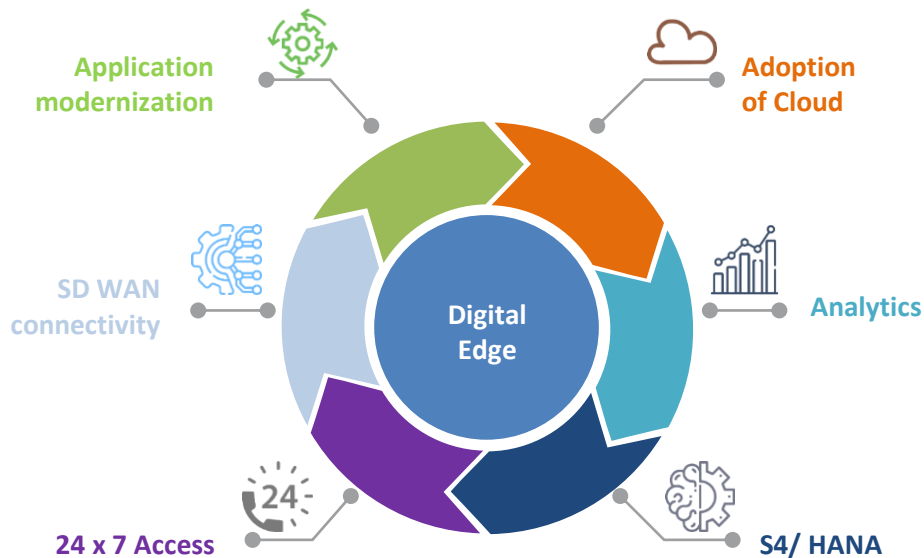 Application
modernization
Adoption
of Cloud
SD WAN
connectivity
Digital
Edge
Analytics
24
24 x 7 Access
S4/ HANA